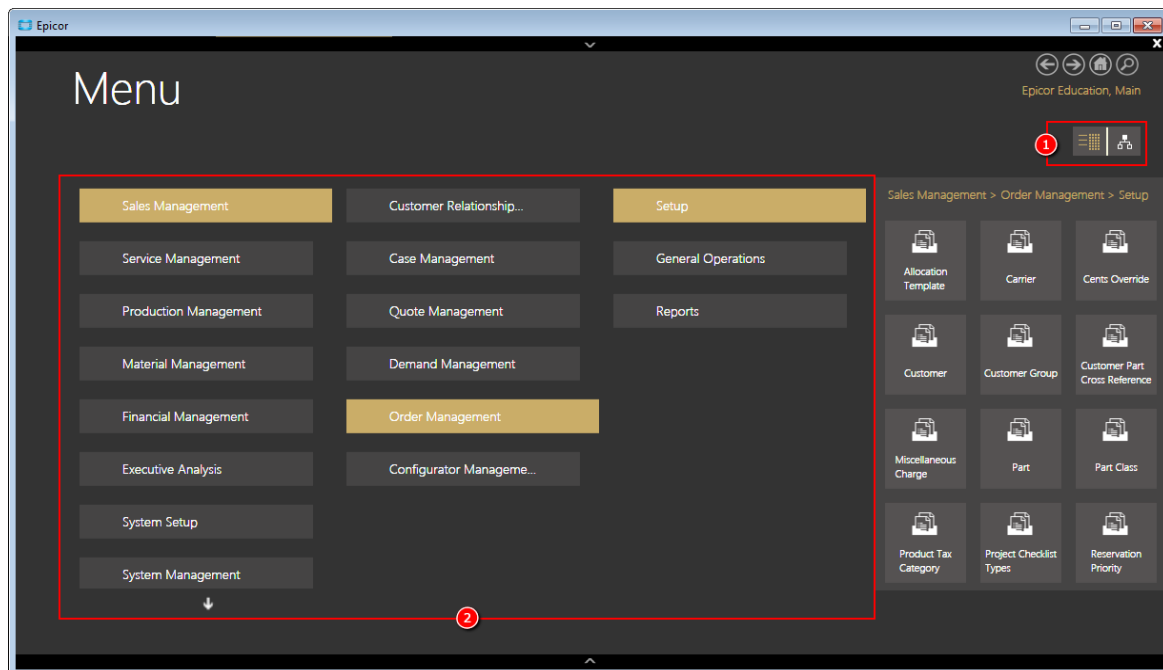 Epicor
x
Menu
Epicor Education, Main
1
Sales Management
Customer Relationship...
Setup
Sales Management > Order Management > Setup
Service Management
Case Management
General Operations
Production Management
Quote Management
Reports
Material Management
Demand Management
Financial Management
Order Management
Executive Analysis
Configurator Manageme...
System Setup
System Management
2
Allocation
Template
Carrier
Cents Override
Customer
Customer Group
Customer Part
Cross Reference
Miscellaneous
Charge
Part
Part Class
Product Tax
Category
Project Checklist
Types
Reservation
Priority